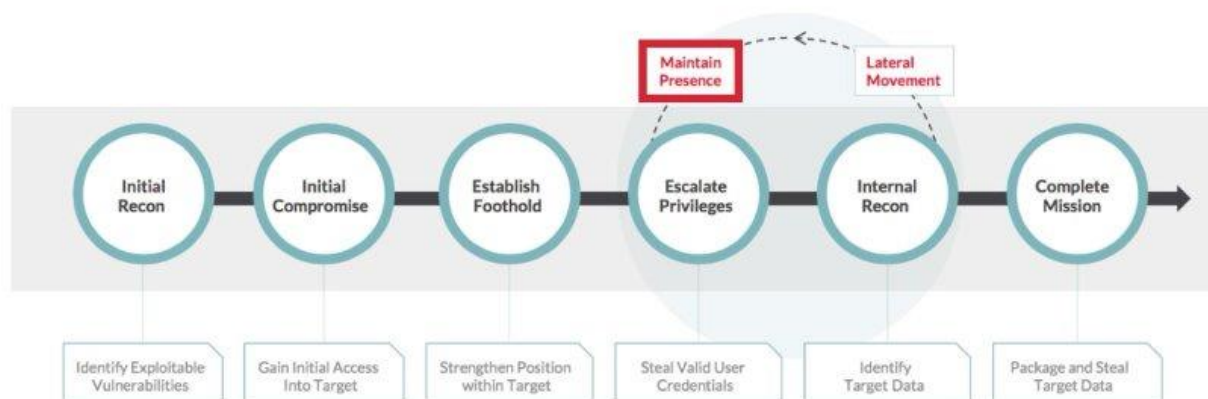 Maintain
Presence
Lateral
Movement
Initial
Recon
Initial
Compromise
Establish
Foothold
Escalate
Privileges
Internal
Recon
Complete
Mission
Identify Exploitable
Vulnerabilities
Gain Initial Access
Into Target
Strengthen Position
within Target
Steal Valid User
Credentials
Identify
Target Data
Package and Steal
Target Data